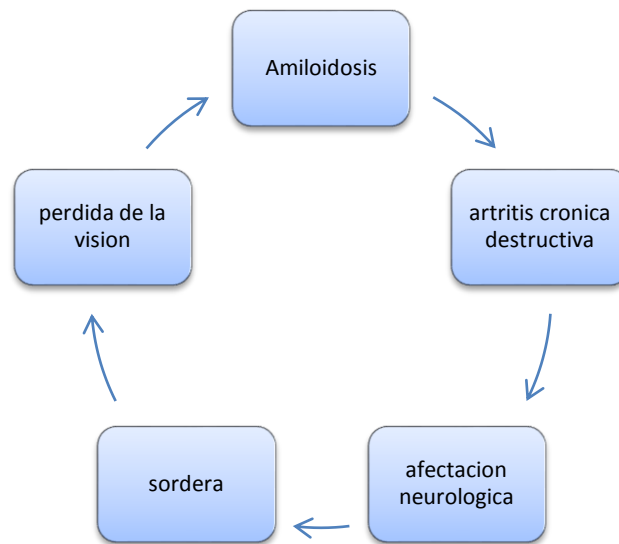 Amiloidosis
artritis cronica
destructiva
afectacion
neurologica
sordera
perdida de la
vision